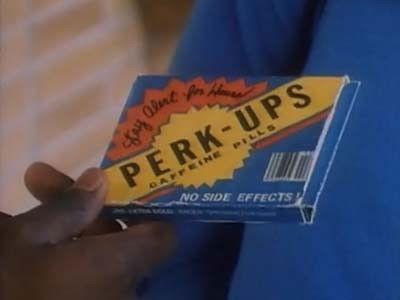 Stay Alert for Hours
PERK-UPS
CAFFEINE PILLS
NO SIDE EFFECTS!